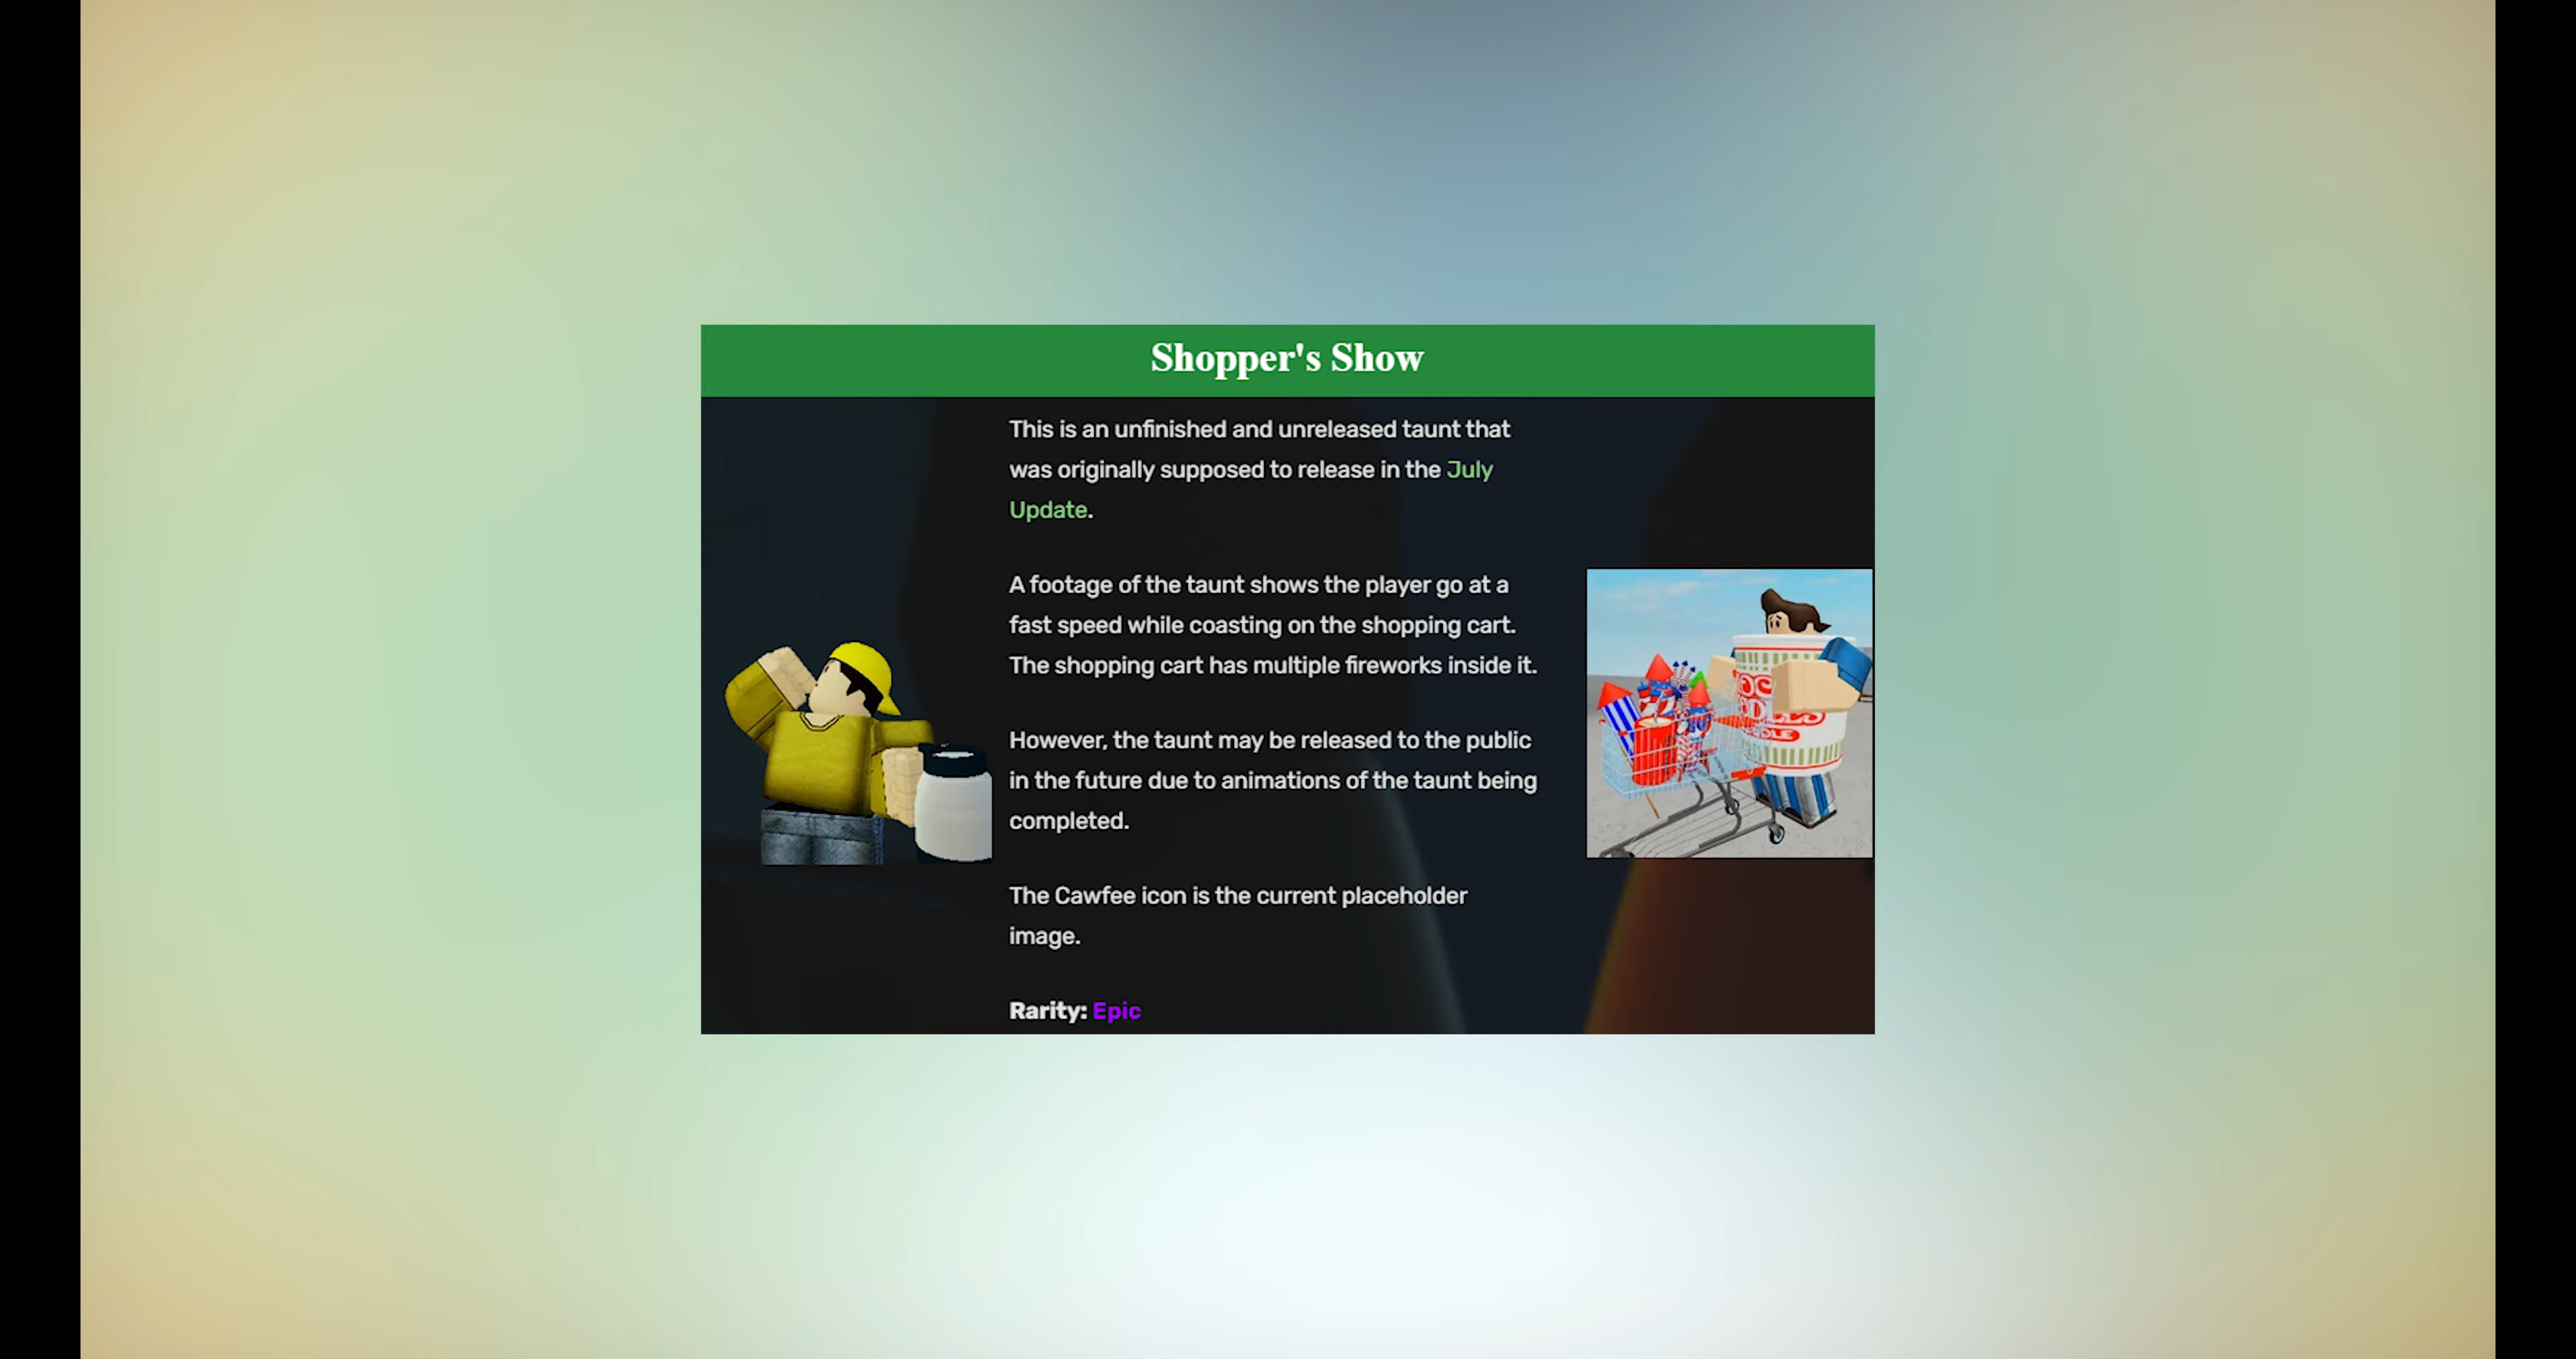 Shopper's Show
This is an unfinished and unreleased taunt that
was originally supposed to release in the July
Update.
A footage of the taunt shows the player go at a
fast speed while coasting on the shopping cart.
The shopping cart has multiple fireworks inside it.
However, the taunt may be released to the public
in the future due to animations of the taunt being
completed.
The Cawfee icon is the current placeholder
image.
Rarity: Epic